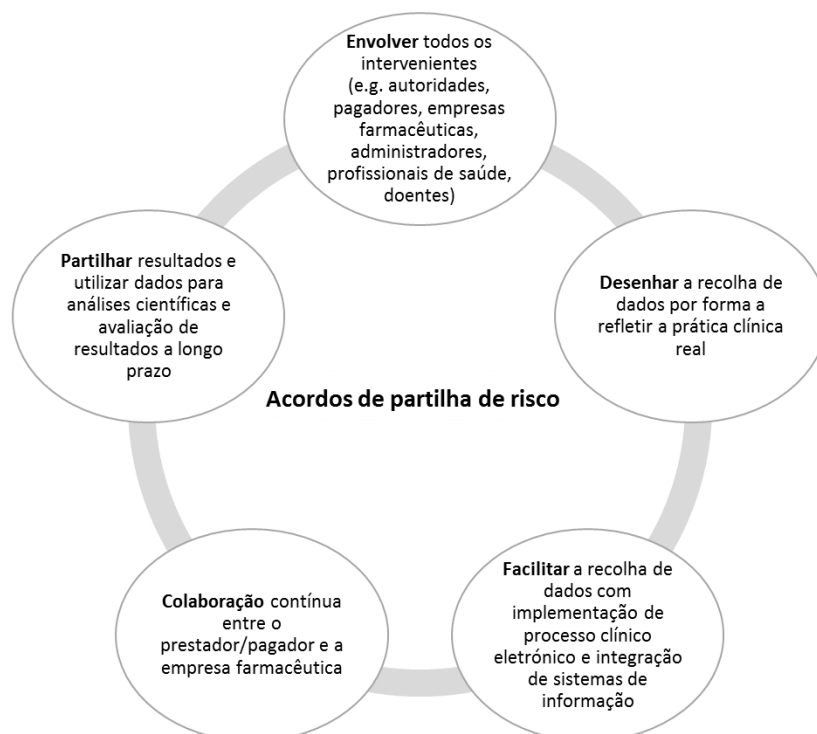 Envolver todos os
intervenientes
(e.g. autoridades,
pagadores, empresas
farmacêuticas,
administradores,
profissionais de saúde,
doentes)
Desenhar a recolha de
dados por forma a
refletir a prática clínica
real
Facilitar a recolha de
dados com
implementação de
processo clínico
eletrónico e integração
de sistemas de
informação
Colaboração contínua
entre o
prestador/pagador e a
empresa farmacêutica
Partilhar resultados e
utilizar dados para
análises científicas e
avaliação de
resultados a longo
prazo
Acordos de partilha de risco